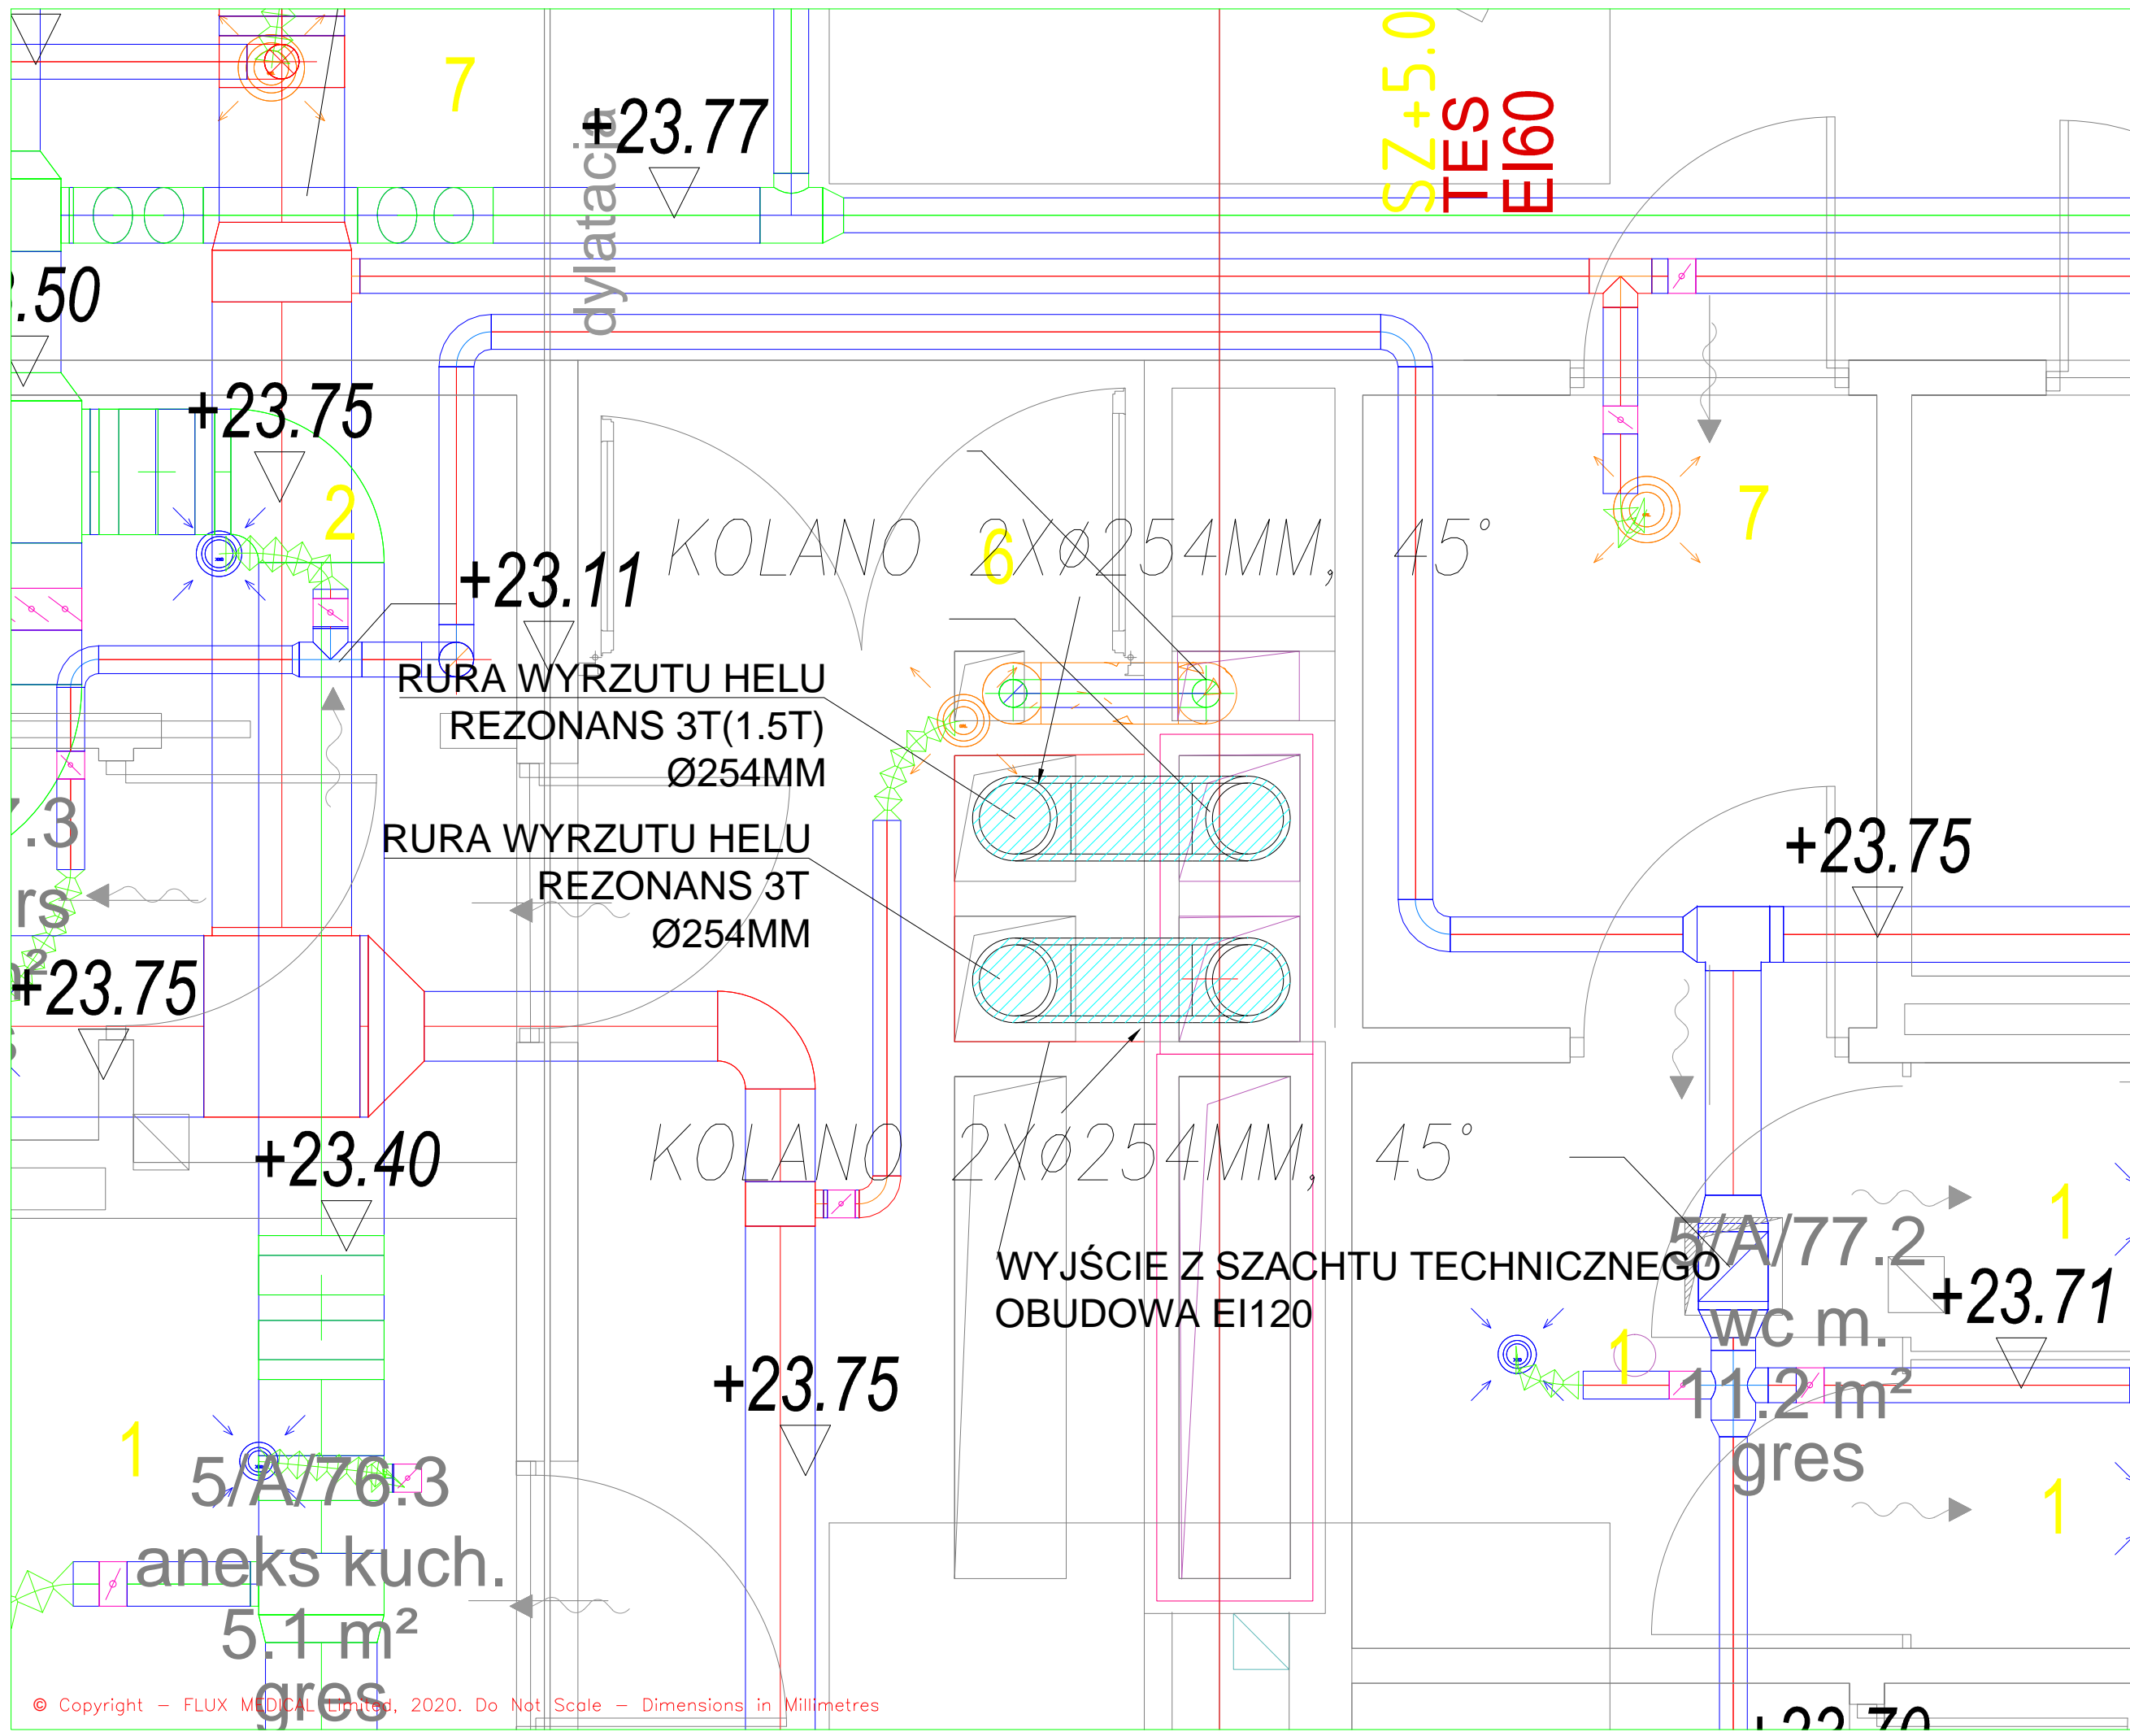 7
+23.77
dylatacja
SZ+5.0
TES
EI60
.50
+23.75
2
+23.11
KOLANO 2XØ254MM, 45°
6
7
RURA WYRZUTU HELU
REZONANS 3T(1.5T)
Ø254MM
RURA WYRZUTU HELU
REZONANS 3T
Ø254MM
.3
rs
+23.75
+23.75
+23.40
KOLANO 2XØ254MM, 45°
WYJŚCIE Z SZACHTU TECHNICZNEGO
OBUDOWA EI120
5/A/77.2
wc m.
11.2 m²
gres
1
+23.71
1
1
+23.75
1
5/A/76.3
aneks kuch.
5.1 m²
gres
© Copyright – FLUX MEDICAL Limited, 2020. Do Not Scale – Dimensions in Millimetres